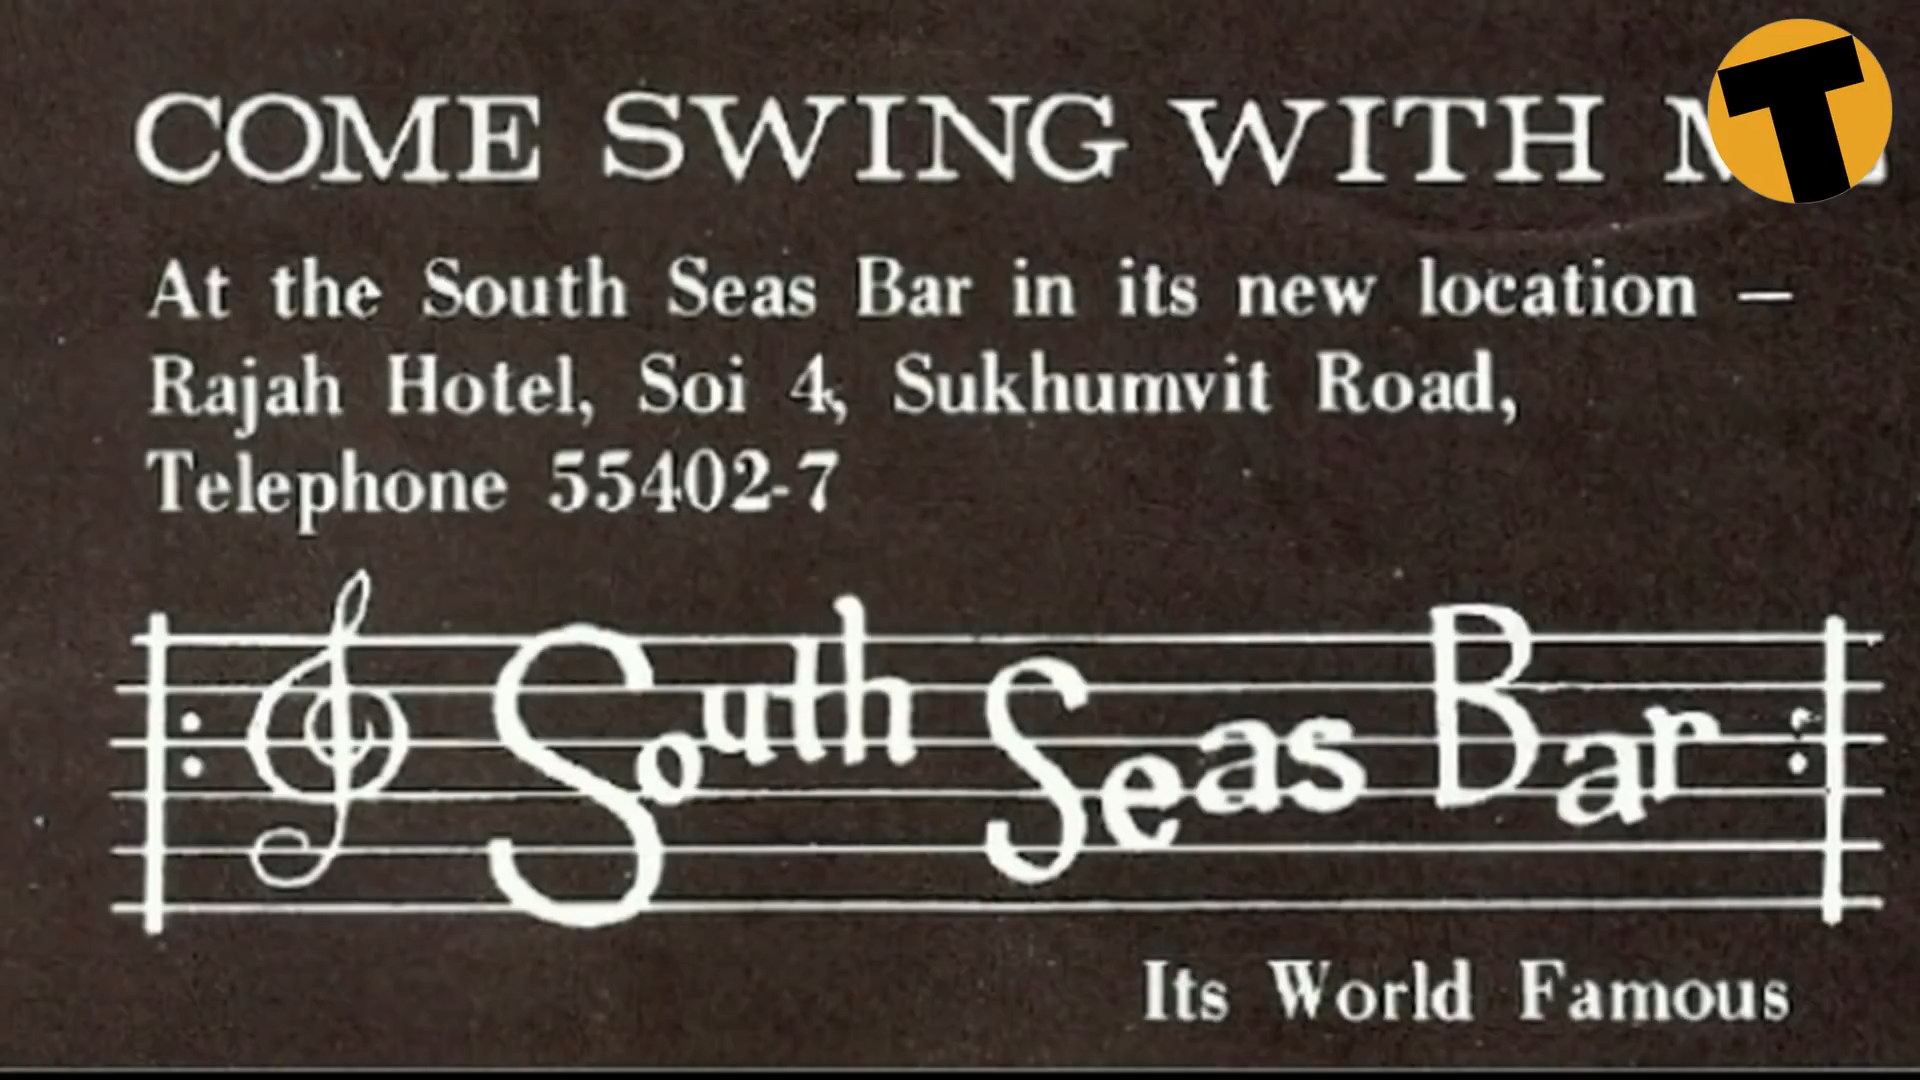 COME SWING WITH
At the South Seas Bar in its new location —
Rajah Hotel, Soi 4, Sukhumvit Road,
Telephone 55402-7
South Seas Bar
Its World Famous
T